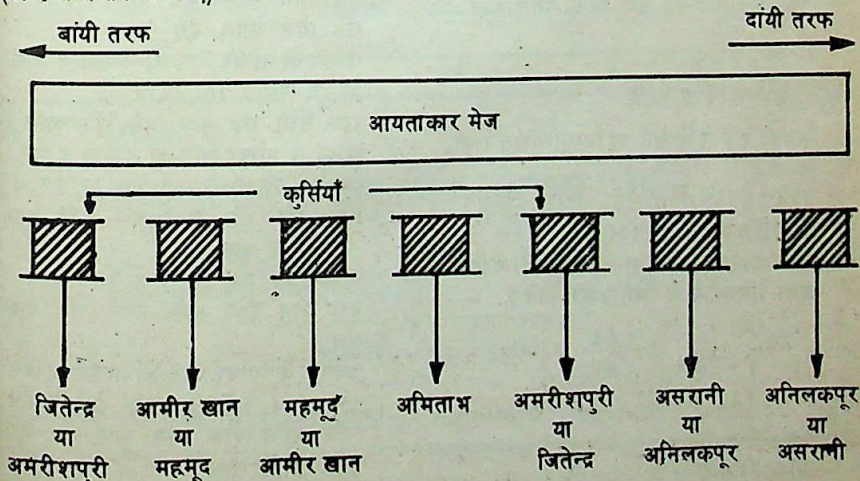 बांयी तरफ
दांयी तरफ
आयताकार मेज
कुर्सियाँ
जितेन्द्र आमीर खान महमूद अमिताभ अमरीशपुरी असरानी अनिलकपूर
या या या या या या
अमरीशपुरी महमूद आमीर खान जितेन्द्र अनिलकपूर असरानी